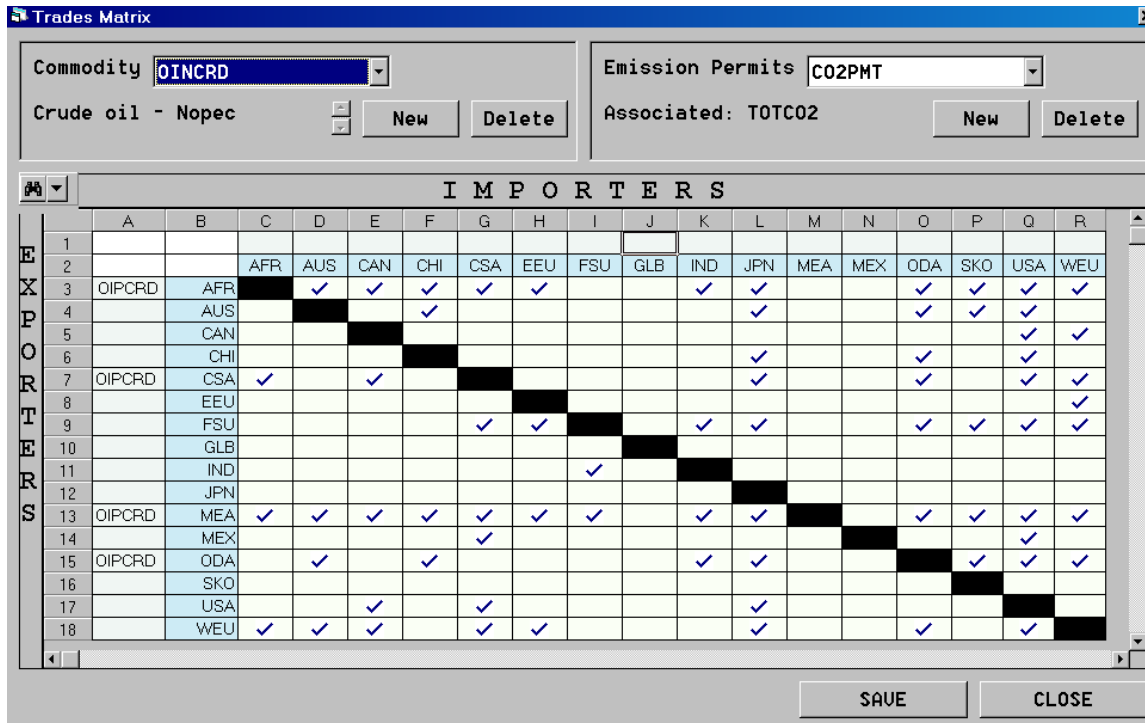 Trades Matrix
Commodity OINCRD
Crude oil - Nopec New Delete
Emission Permits CO2PMT
Associated: TOTCO2 New Delete
IMPORTERS
EXPORTERS
A B C D E F G H I J K L M N O P Q R
1
2 AFR AUS CAN CHI CSA EEU FSU GLB IND JPN MEA MEX ODA SKO USA WEU
3 OIPCRD AFR
4 AUS
5 CAN
6 CHI
7 OIPCRD CSA
8 EEU
9 FSU
10 GLB
11 IND
12 JPN
13 OIPCRD MEA
14 MEX
15 OIPCRD ODA
16 SKO
17 USA
18 WEU
SAVE CLOSE